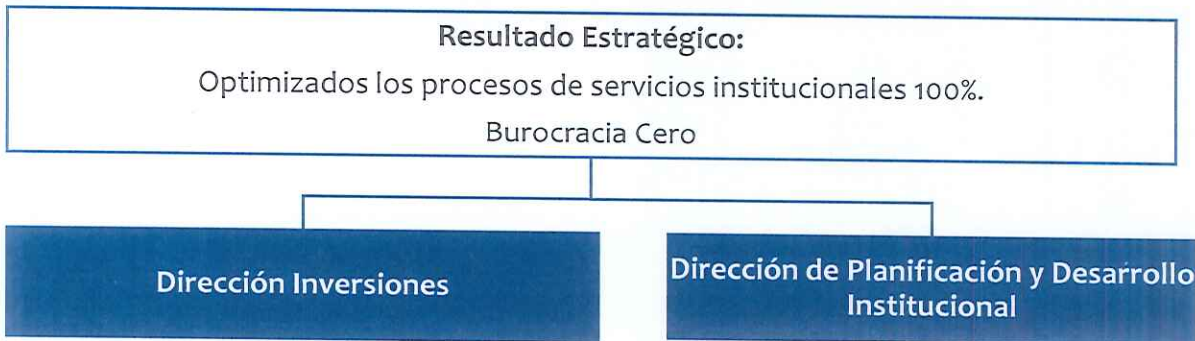 Resultado Estratégico:
Optimizados los procesos de servicios institucionales 100%.
Burocracia Cero
Dirección Inversiones
Dirección de Planificación y Desarrollo
Institucional